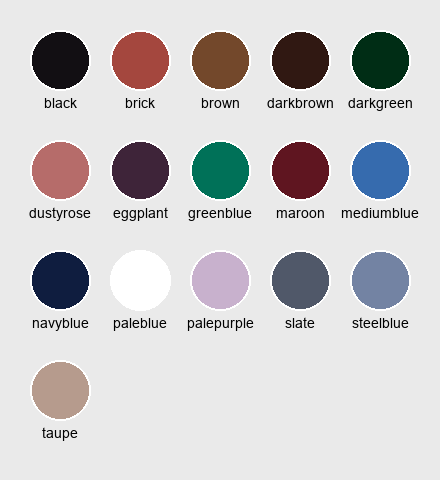 black brick brown darkbrown darkgreen
dustyrose eggplant greenblue maroon mediumblue
navyblue paleblue palepurple slate steelblue
taupe